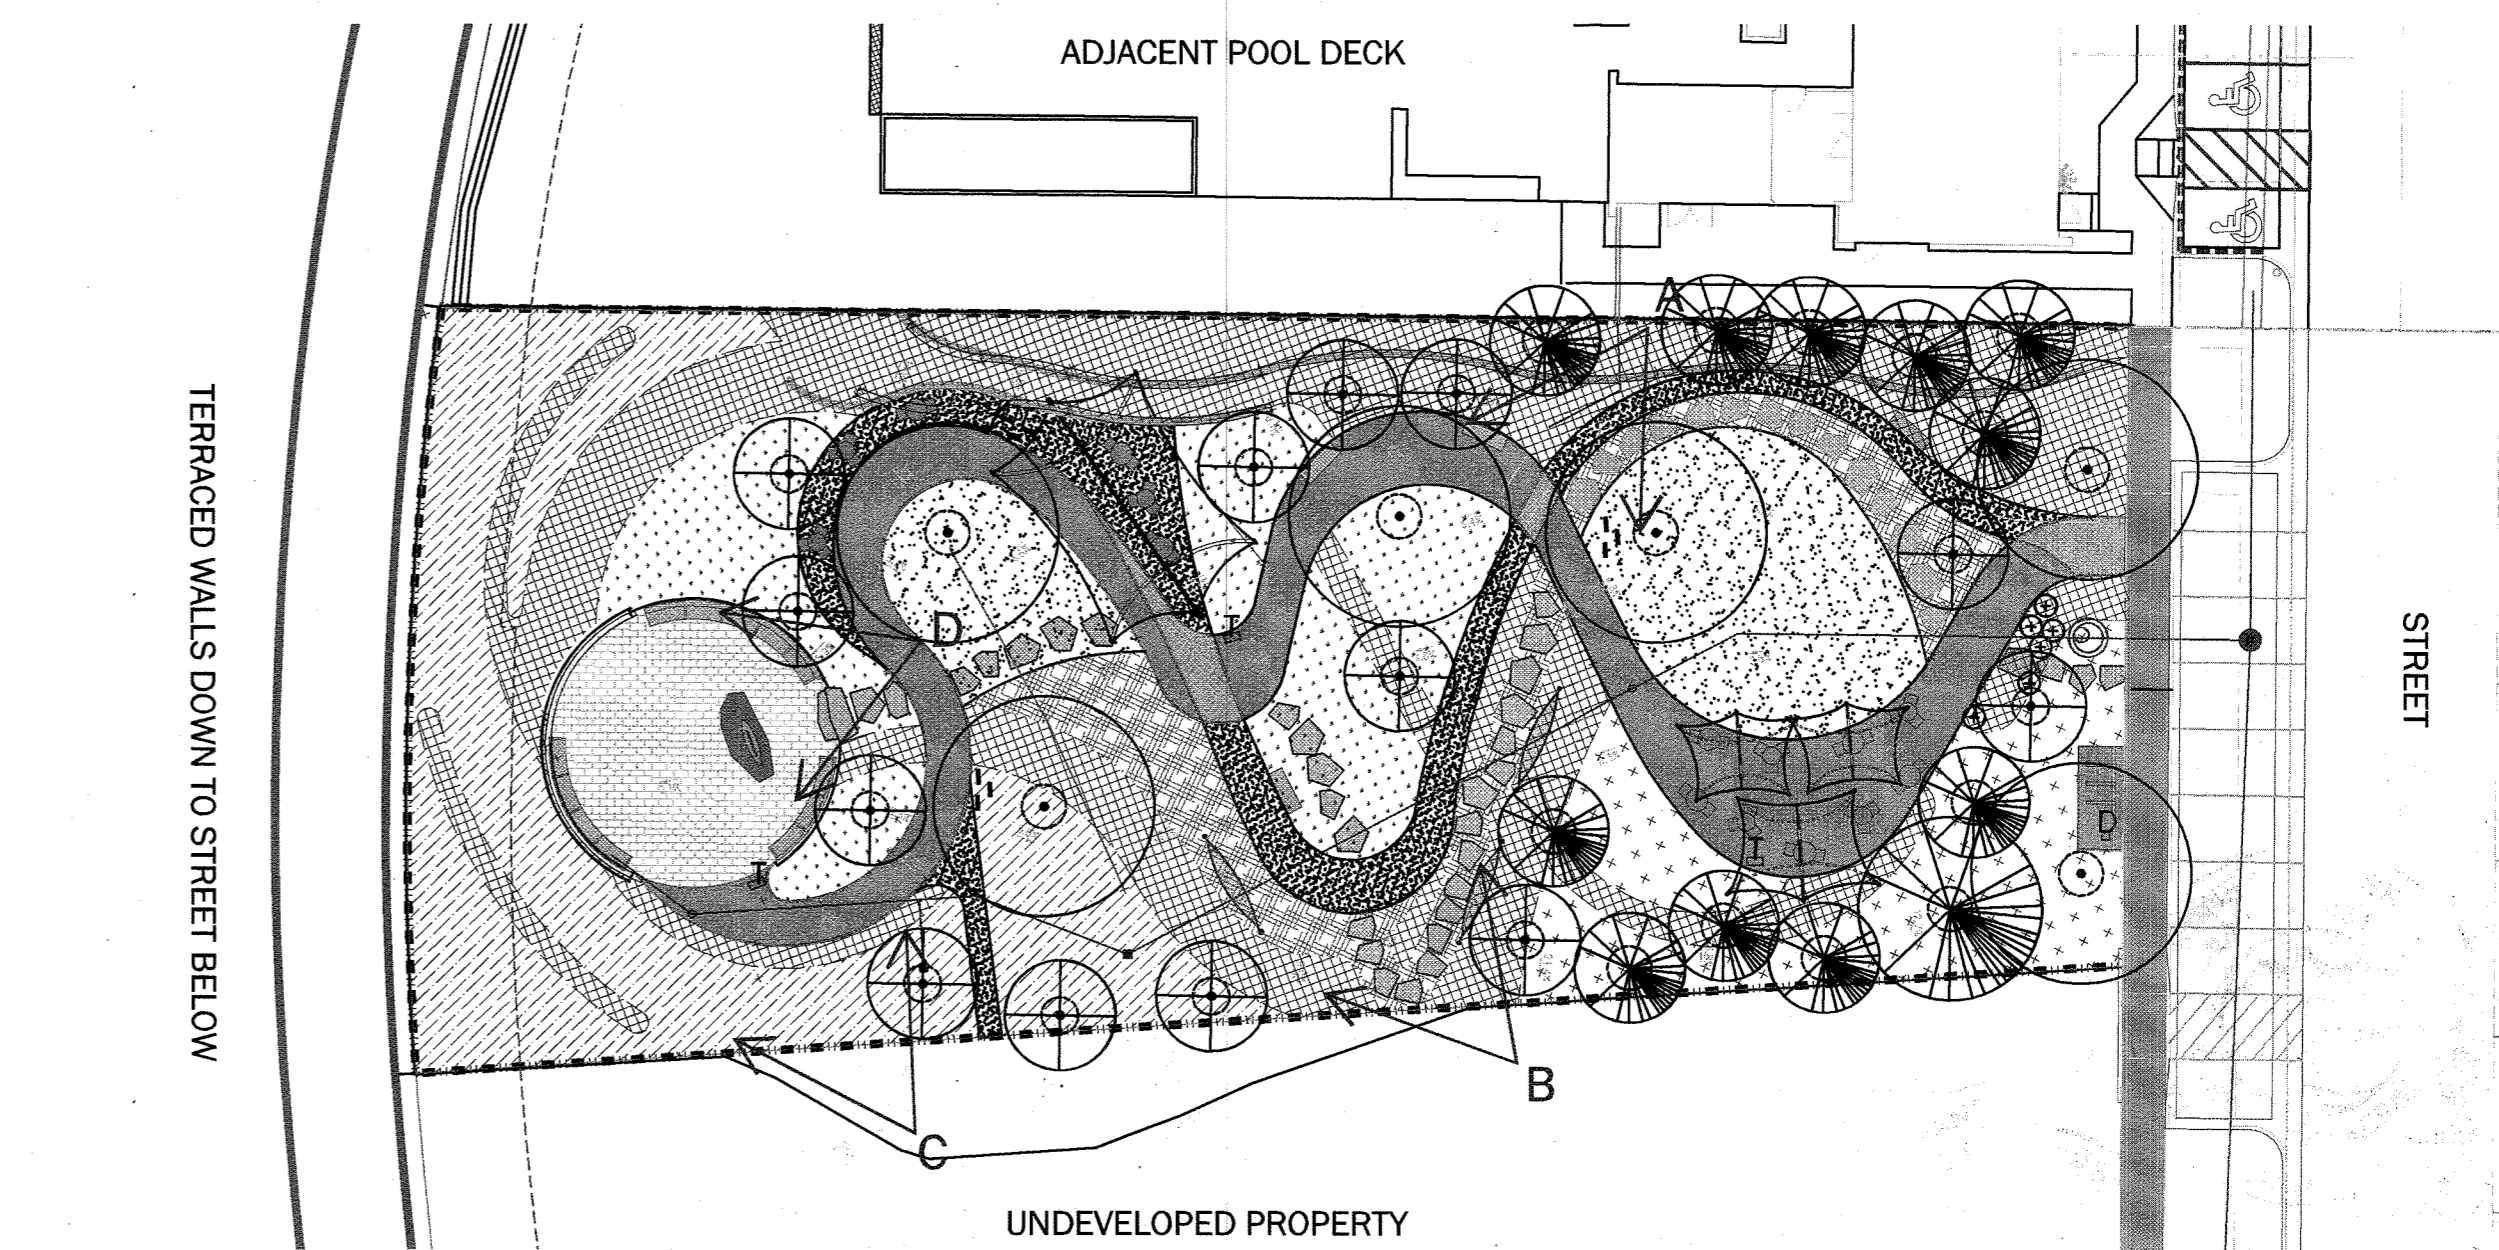 ADJACENT POOL DECK
A
TERRACED WALLS DOWN TO STREET BELOW
STREET
D
T
D
T
T
B
C
UNDEVELOPED PROPERTY